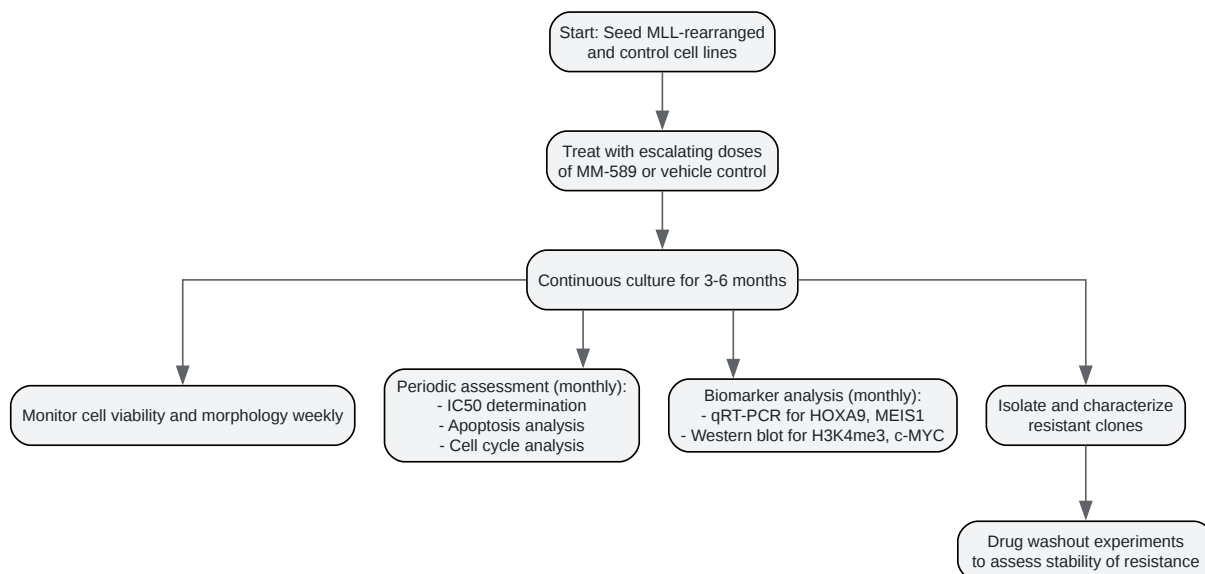 Start: Seed MLL-rearranged
and control cell lines
Treat with escalating doses
of MM-589 or vehicle control
Continuous culture for 3-6 months
Monitor cell viability and morphology weekly
Periodic assessment (monthly):
- IC50 determination
- Apoptosis analysis
- Cell cycle analysis
Biomarker analysis (monthly):
- qRT-PCR for HOXA9, MEIS1
- Western blot for H3K4me3, c-MYC
Isolate and characterize
resistant clones
Drug washout experiments
to assess stability of resistance